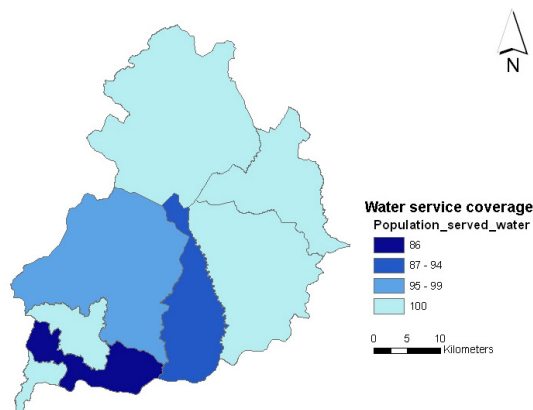 N
Water service coverage
Population_served_water
86
87 - 94
95 - 99
100
0 5 10
Kilometers